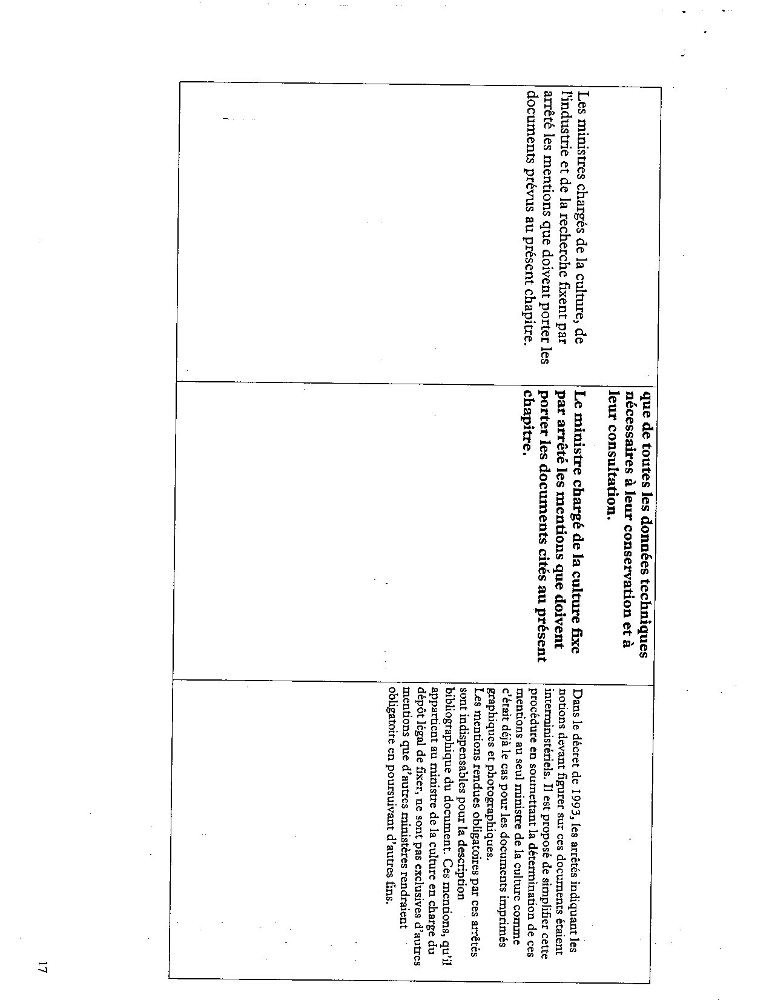 Les ministres chargés de la culture, de
l'industrie et de la recherche fixent par
arrêté les mentions que doivent porter les
documents prévus au présent chapitre.
que de toutes les données techniques
nécessaires à leur conservation et à
leur consultation.
Le ministre chargé de la culture fixe
par arrêté les mentions que doivent
porter les documents cités au présent
chapitre.
Dans le décret de 1993, les arrêtés indiquant les
notions devant figurer sur ces documents étaient
interministériels. Il est proposé de simplifier cette
procédure en soumettant la détermination de ces
mentions au seul ministre de la culture comme
c'était déjà le cas pour les documents imprimés
graphiques et photographiques.
Les mentions rendues obligatoires par ces arrêtés
sont indispensables pour la description
bibliographique du document. Ces mentions, qu'il
appartient au ministre de la culture en charge du
dépôt légal de fixer, ne sont pas exclusives d'autres
mentions que d'autres ministères rendraient
obligatoire en poursuivant d'autres fins.
17